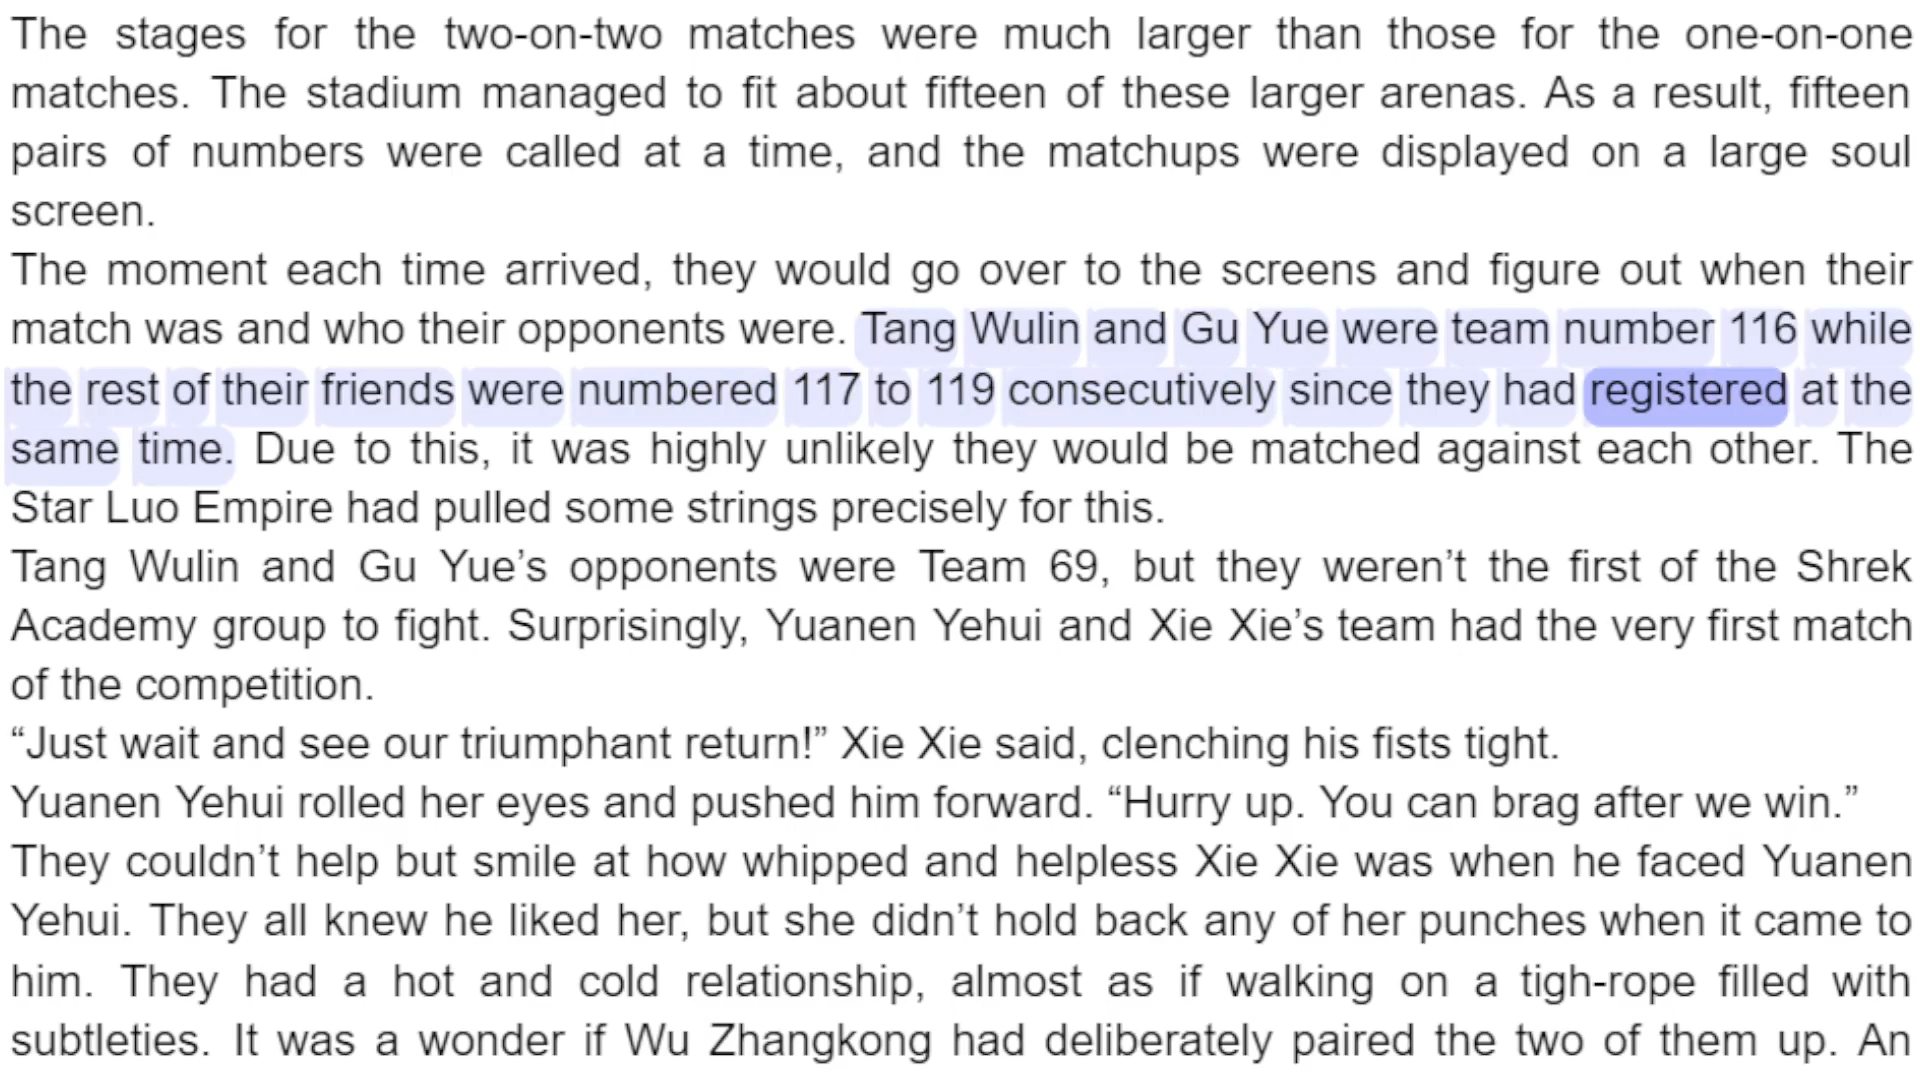 The stages for the two-on-two matches were much larger than those for the one-on-one
matches. The stadium managed to fit about fifteen of these larger arenas. As a result, fifteen
pairs of numbers were called at a time, and the matchups were displayed on a large soul
screen.
The moment each time arrived, they would go over to the screens and figure out when their
match was and who their opponents were. Tang Wulin and Gu Yue were team number 116 while
the rest of their friends were numbered 117 to 119 consecutively since they had registered at the
same time. Due to this, it was highly unlikely they would be matched against each other. The
Star Luo Empire had pulled some strings precisely for this.
Tang Wulin and Gu Yue’s opponents were Team 69, but they weren’t the first of the Shrek
Academy group to fight. Surprisingly, Yuanen Yehui and Xie Xie’s team had the very first match
of the competition.
“Just wait and see our triumphant return!” Xie Xie said, clenching his fists tight.
Yuanen Yehui rolled her eyes and pushed him forward. “Hurry up. You can brag after we win.”
They couldn’t help but smile at how whipped and helpless Xie Xie was when he faced Yuanen
Yehui. They all knew he liked her, but she didn’t hold back any of her punches when it came to
him. They had a hot and cold relationship, almost as if walking on a tigh-rope filled with
subtleties. It was a wonder if Wu Zhangkong had deliberately paired the two of them up. An